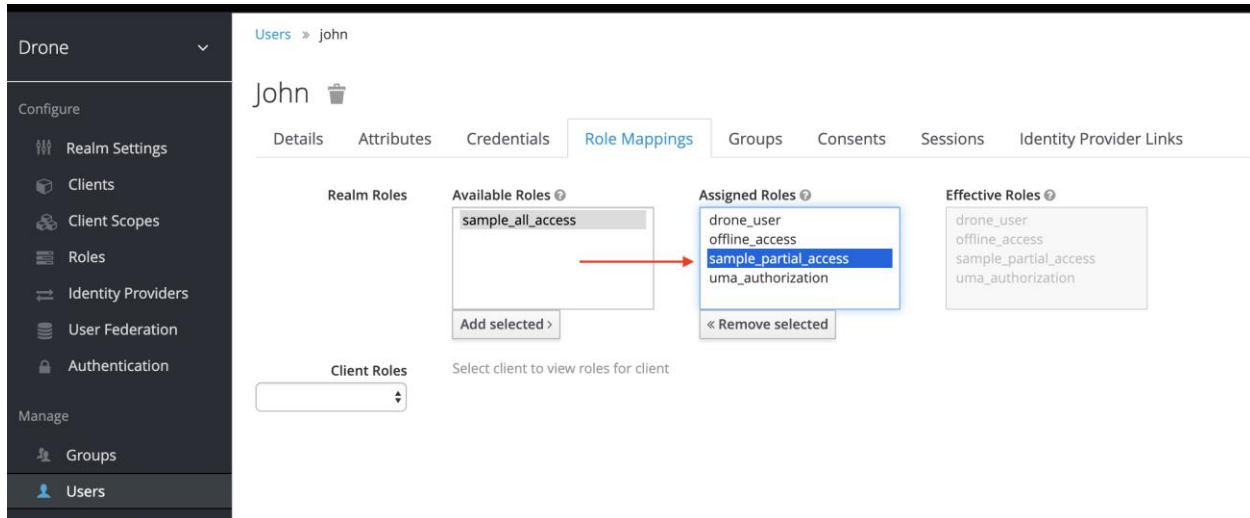 Drone
Configure
Realm Settings
Clients
Client Scopes
Roles
Identity Providers
User Federation
Authentication
Manage
Groups
Users
Users » john
John
Details Attributes Credentials Role Mappings Groups Consents Sessions Identity Provider Links
Realm Roles
Available Roles
sample_all_access
Add selected ›
Assigned Roles
drone_user
offline_access
sample_partial_access
uma_authorization
« Remove selected
Effective Roles
drone_user
offline_access
sample_partial_access
uma_authorization
Client Roles
Select client to view roles for client